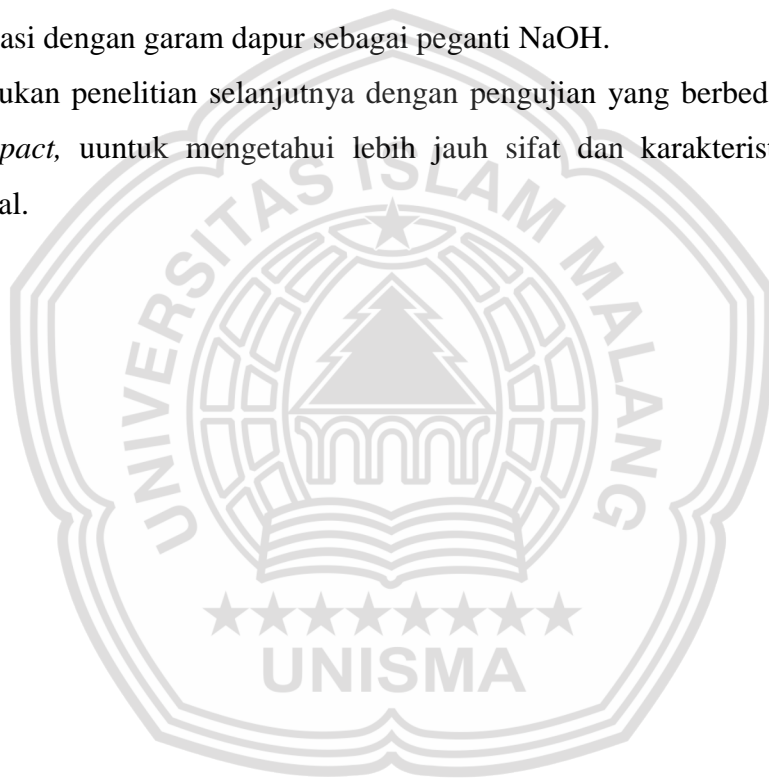 asi dengan garam dapur sebagai peganti NaOH.
ukan penelitian selanjutnya dengan pengujian yang berbed
pact, uuntuk mengetahui lebih jauh sifat dan karakterist
al.
UNIVERSITAS ISLAM MALANG
UNISMA